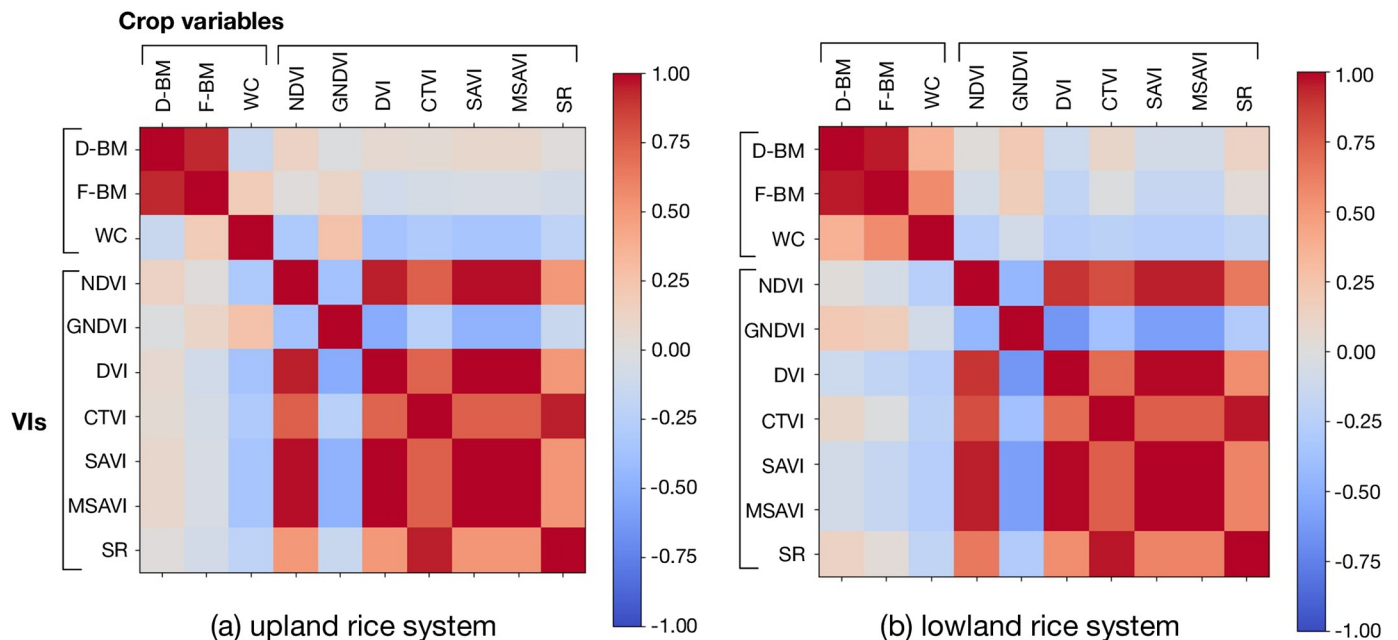 Crop variables
D-BM F-BM WC NDVI GNDVI DVI CTVI SAVI MSAVI SR
D-BM
F-BM
WC
NDVI
GNDVI
DVI
CTVI
SAVI
MSAVI
SR
VIs
1.00
0.75
0.50
0.25
0.00
-0.25
-0.50
-0.75
-1.00
(a) upland rice system
D-BM F-BM WC NDVI GNDVI DVI CTVI SAVI MSAVI SR
D-BM
F-BM
WC
NDVI
GNDVI
DVI
CTVI
SAVI
MSAVI
SR
1.00
0.75
0.50
0.25
0.00
-0.25
-0.50
-0.75
-1.00
(b) lowland rice system